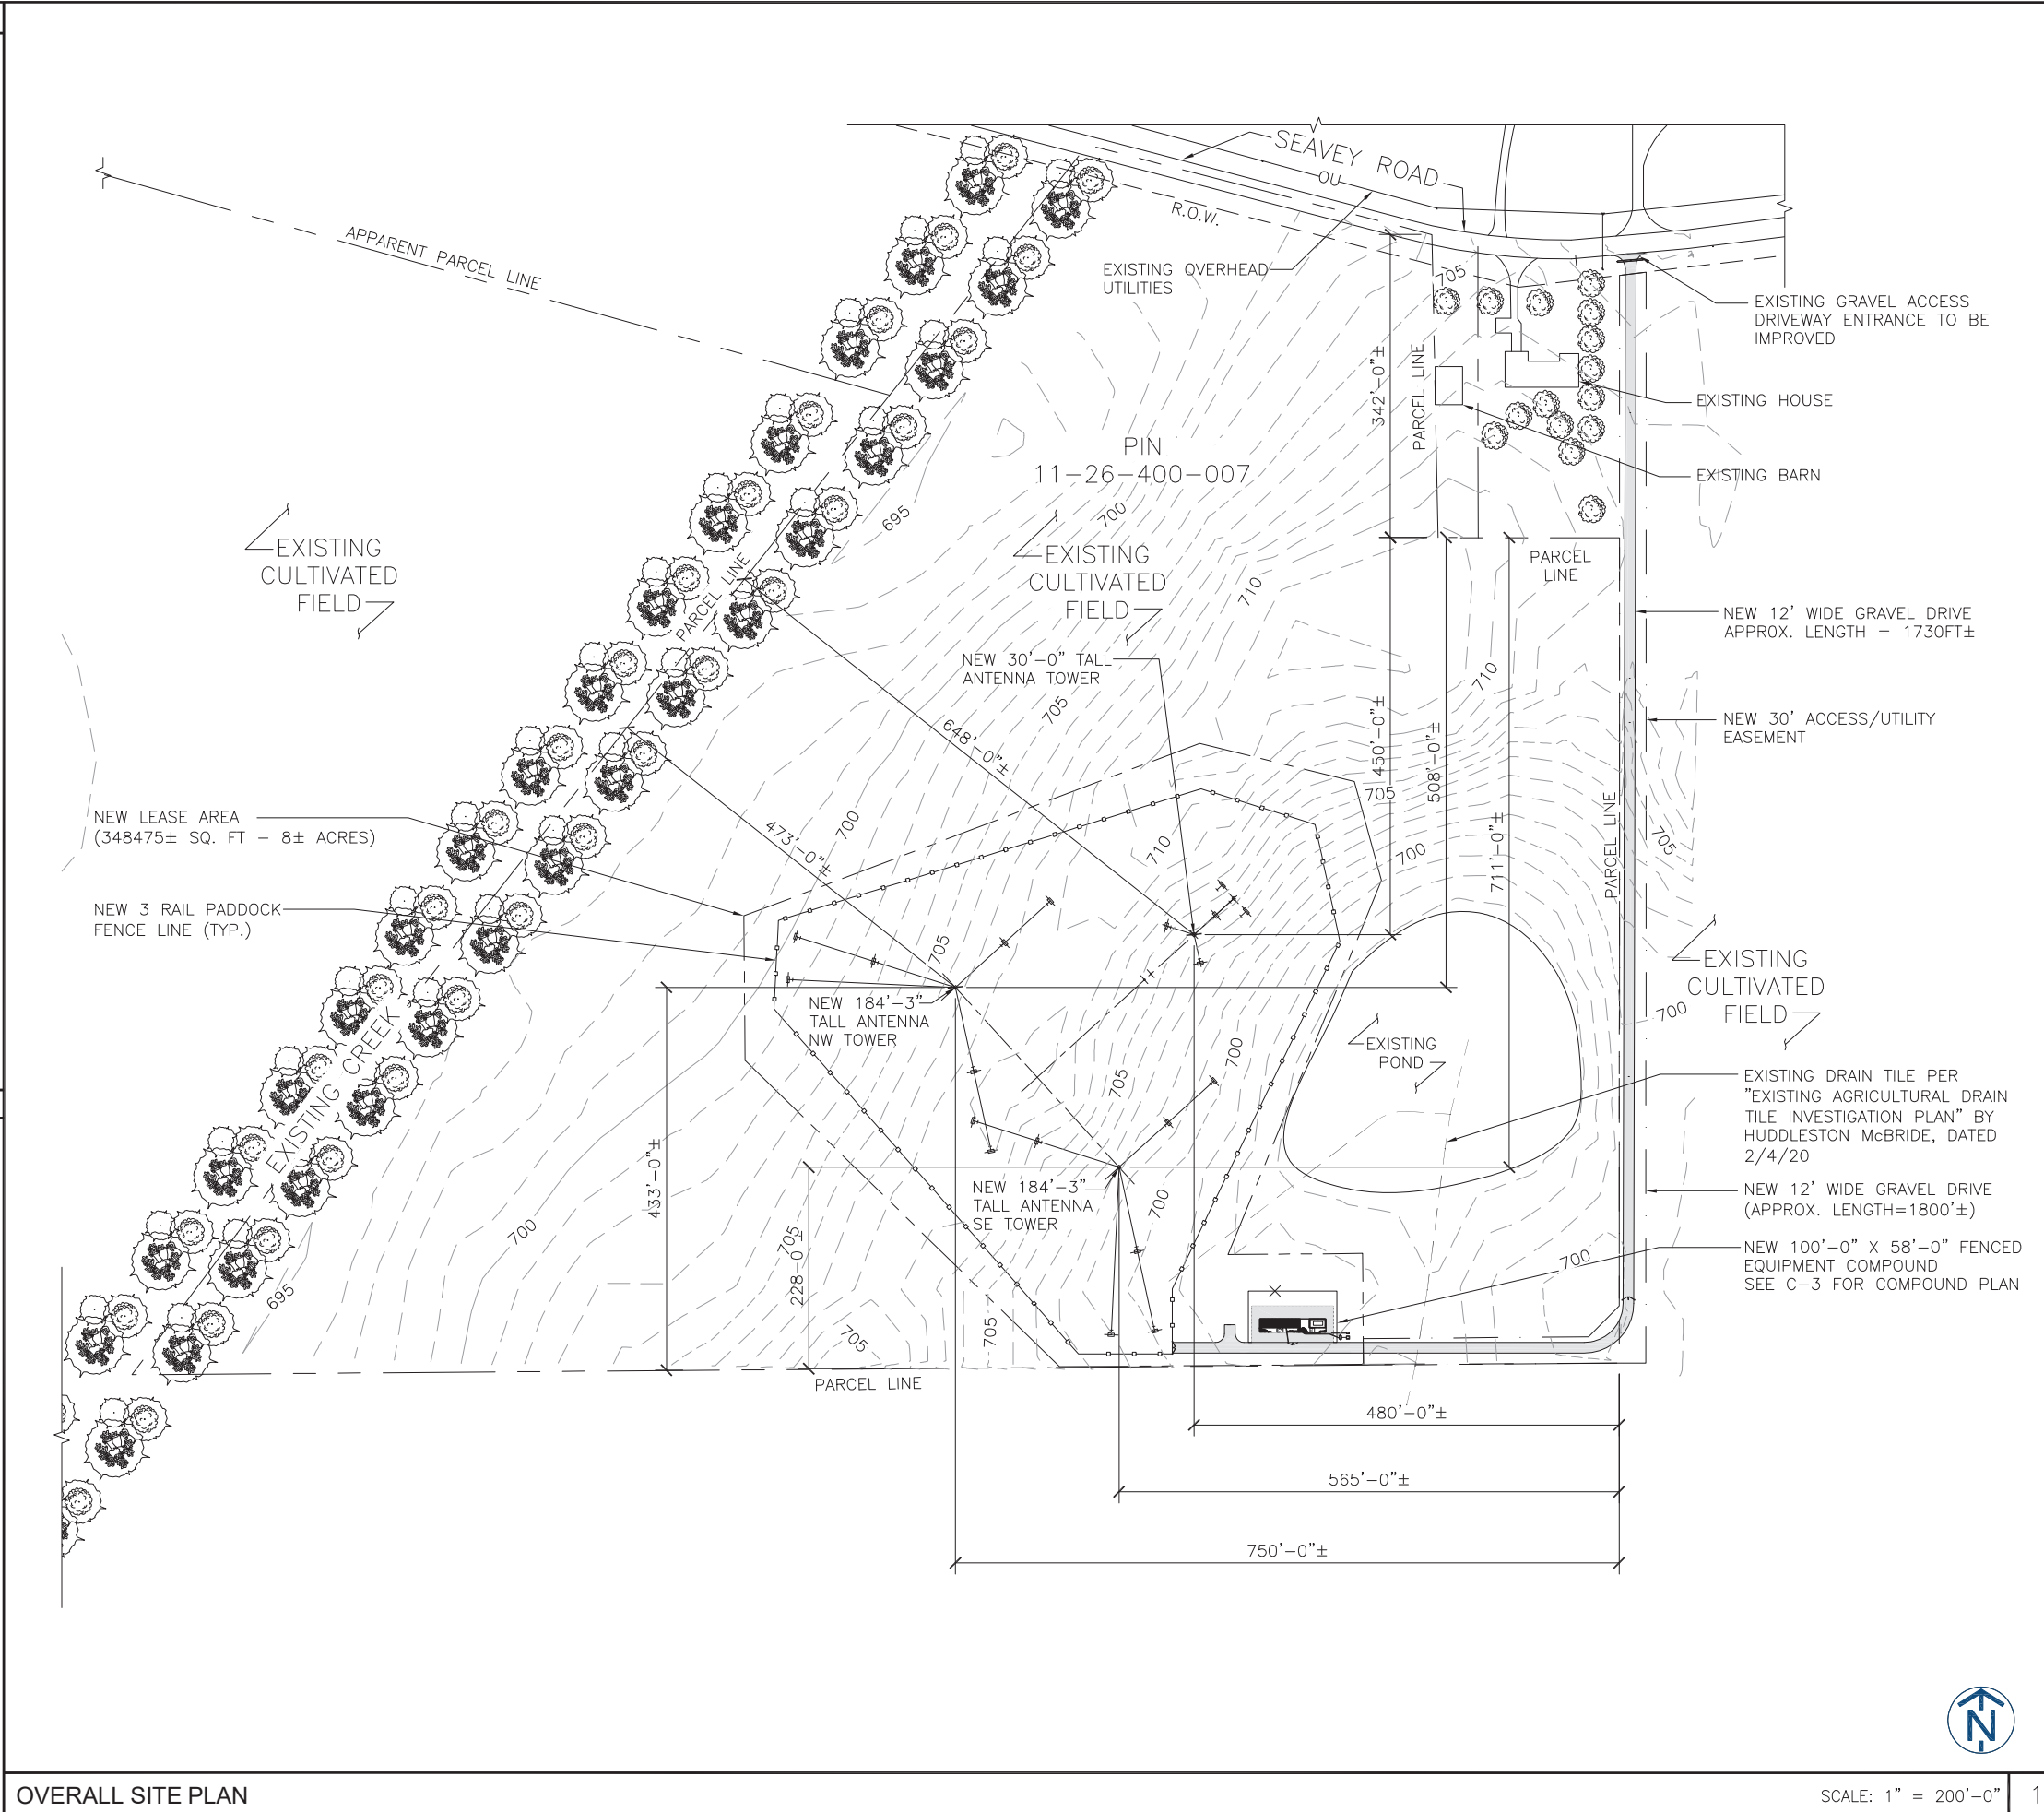 SEAVEY ROAD
OU
R.O.W.
APPARENT PARCEL LINE
EXISTING OVERHEAD
UTILITIES
705
EXISTING GRAVEL ACCESS
DRIVEWAY ENTRANCE TO BE
IMPROVED
342'-0"±
PARCEL LINE
EXISTING HOUSE
PIN
11-26-400-007
EXISTING BARN
695
700
EXISTING
CULTIVATED
FIELD
EXISTING
CULTIVATED
FIELD
710
PARCEL
LINE
PARCEL LINE
NEW 12' WIDE GRAVEL DRIVE
APPROX. LENGTH = 1730FT±
NEW 30'-0" TALL
ANTENNA TOWER
710
705
648'-0"±
450'-0"±
508'-0"±
NEW 30' ACCESS/UTILITY
EASEMENT
705
NEW LEASE AREA
(348475± SQ. FT - 8± ACRES)
473'-0"±
700
710
700
711'-0"±
PARCEL LINE
705
NEW 3 RAIL PADDOCK
FENCE LINE (TYP.)
705
EXISTING
CULTIVATED
FIELD
700
NEW 184'-3"
TALL ANTENNA
NW TOWER
EXISTING CREEK
700
EXISTING
POND
705
EXISTING DRAIN TILE PER
"EXISTING AGRICULTURAL DRAIN
TILE INVESTIGATION PLAN" BY
HUDDLESTON McBRIDE, DATED
2/4/20
433'-0"±
NEW 184'-3"
TALL ANTENNA
SE TOWER
700
NEW 12' WIDE GRAVEL DRIVE
(APPROX. LENGTH=1800'±)
700
705
228'-0"±
NEW 100'-0" X 58'-0" FENCED
EQUIPMENT COMPOUND
SEE C-3 FOR COMPOUND PLAN
700
695
705
705
PARCEL LINE
480'-0"±
565'-0"±
750'-0"±
N
OVERALL SITE PLAN
SCALE: 1" = 200'-0"
1